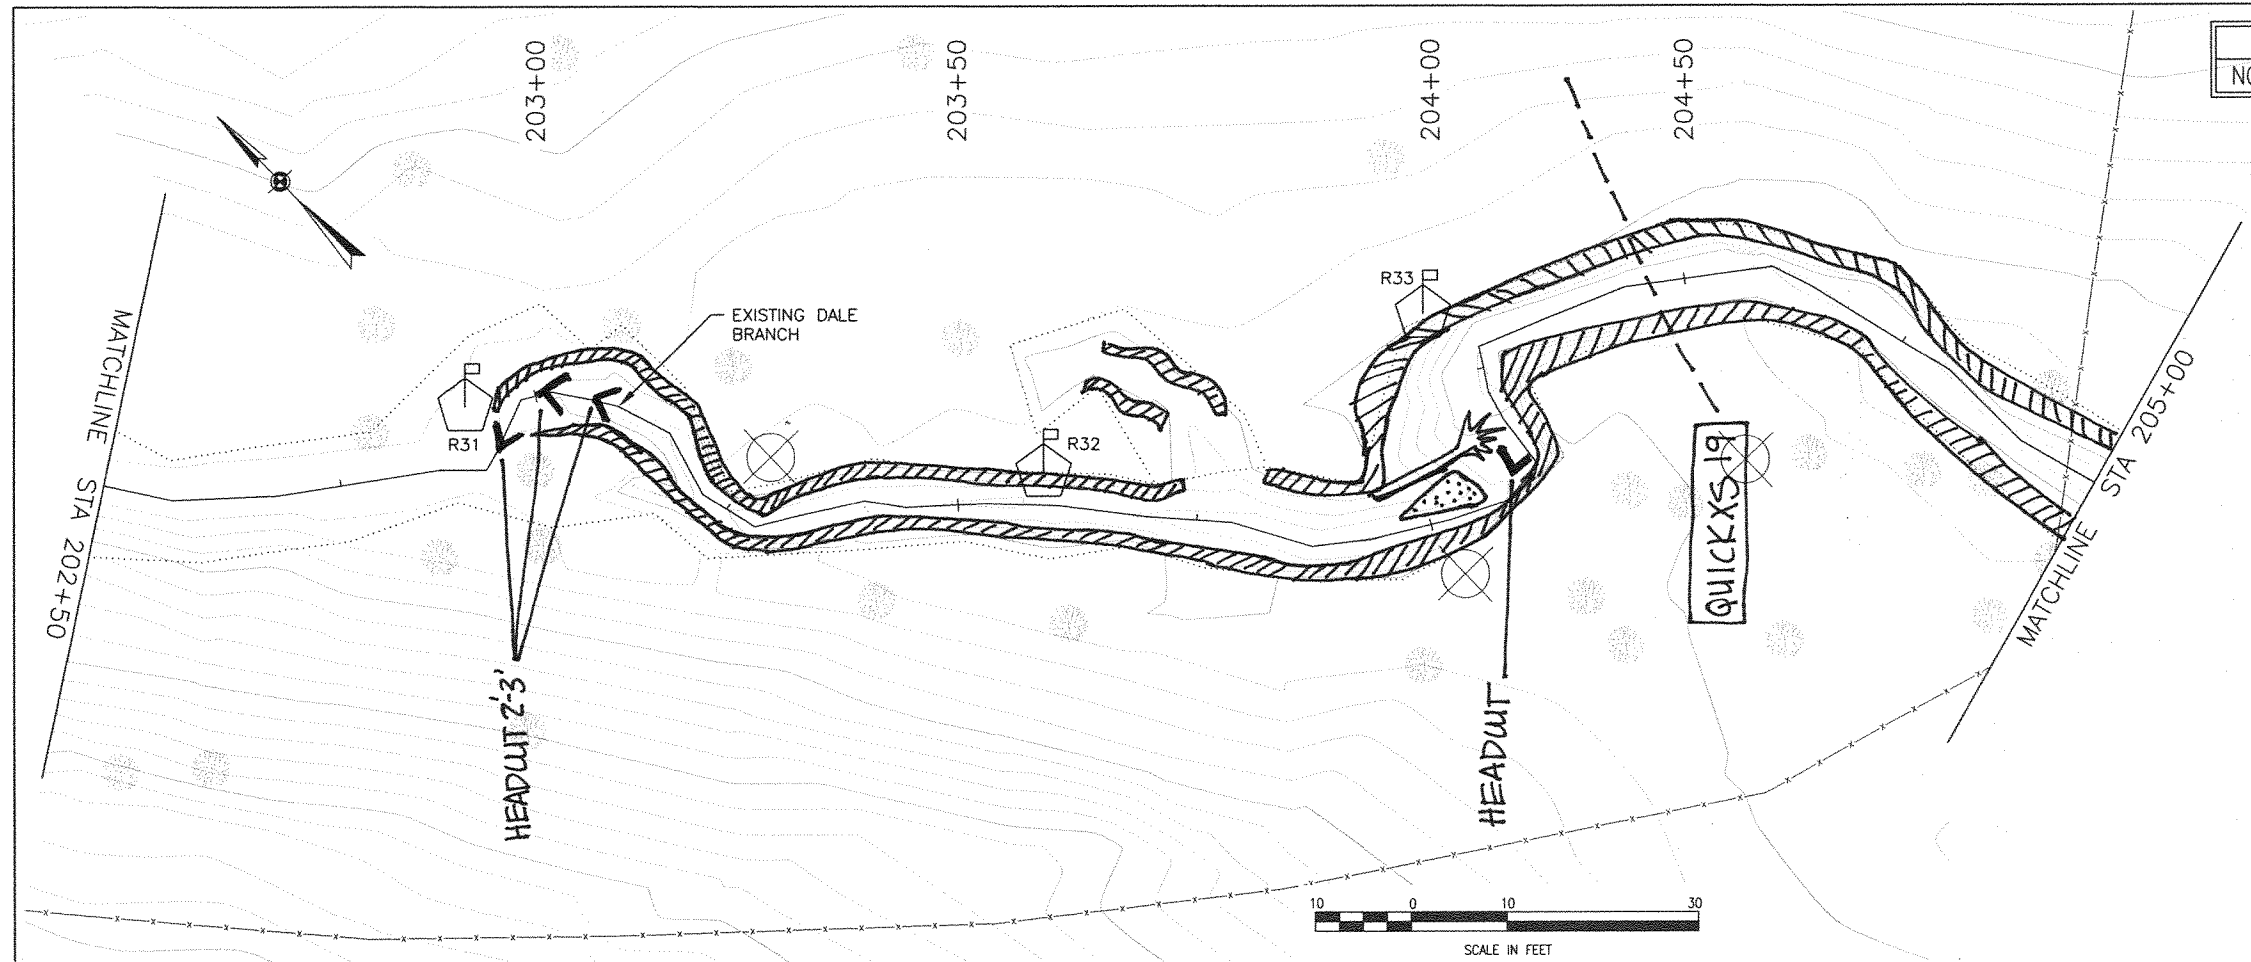 203+00
203+50
204+00
204+50
NO
EXISTING DALE
BRANCH
R31
R32
R33
MATCHLINE STA 202+50
MATCHLINE STA 205+00
HEADCUT 2'-3'
HEADCUT
QUICKXS 19
10 0 10 30
SCALE IN FEET